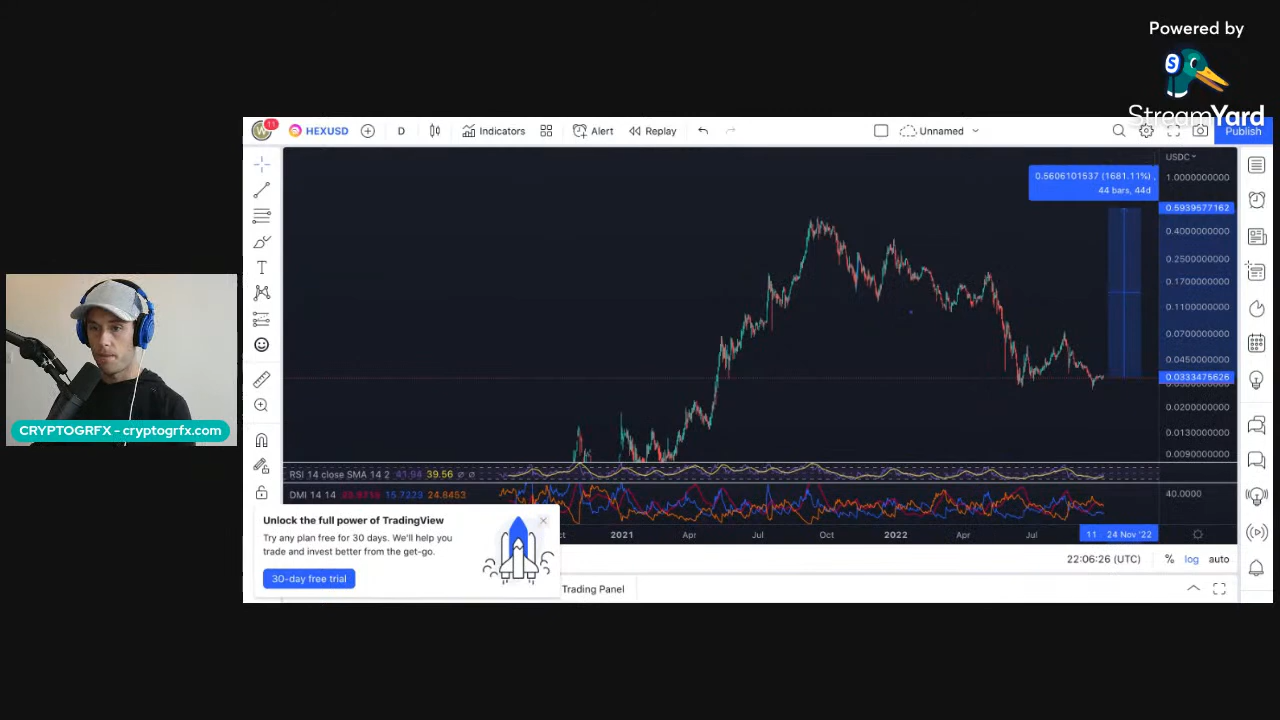 Powered by
StreamYard
11
HEXUSD
D
Indicators
Alert
Replay
Unnamed
Publish
USDC
0.5606101537 (1681.11%)
44 bars, 44d
1.0000000000
0.5939577162
0.4000000000
0.2500000000
0.1700000000
0.1100000000
0.0700000000
0.0450000000
0.0333475626
0.0200000000
0.0130000000
0.0090000000
RSI 14 close SMA 14 2 41.94 39.56 ∅ ∅
DMI 14 14 15.7223 24.8453
40.0000
CRYPTOGRFX - cryptogrfx.com
2021
Jul
Oct
2022
Apr
Jul
11
24 Nov '22
Unlock the full power of TradingView
Try any plan free for 30 days. We'll help you
trade and invest better from the get-go.
30-day free trial
22:06:26 (UTC)
%
log
auto
Trading Panel